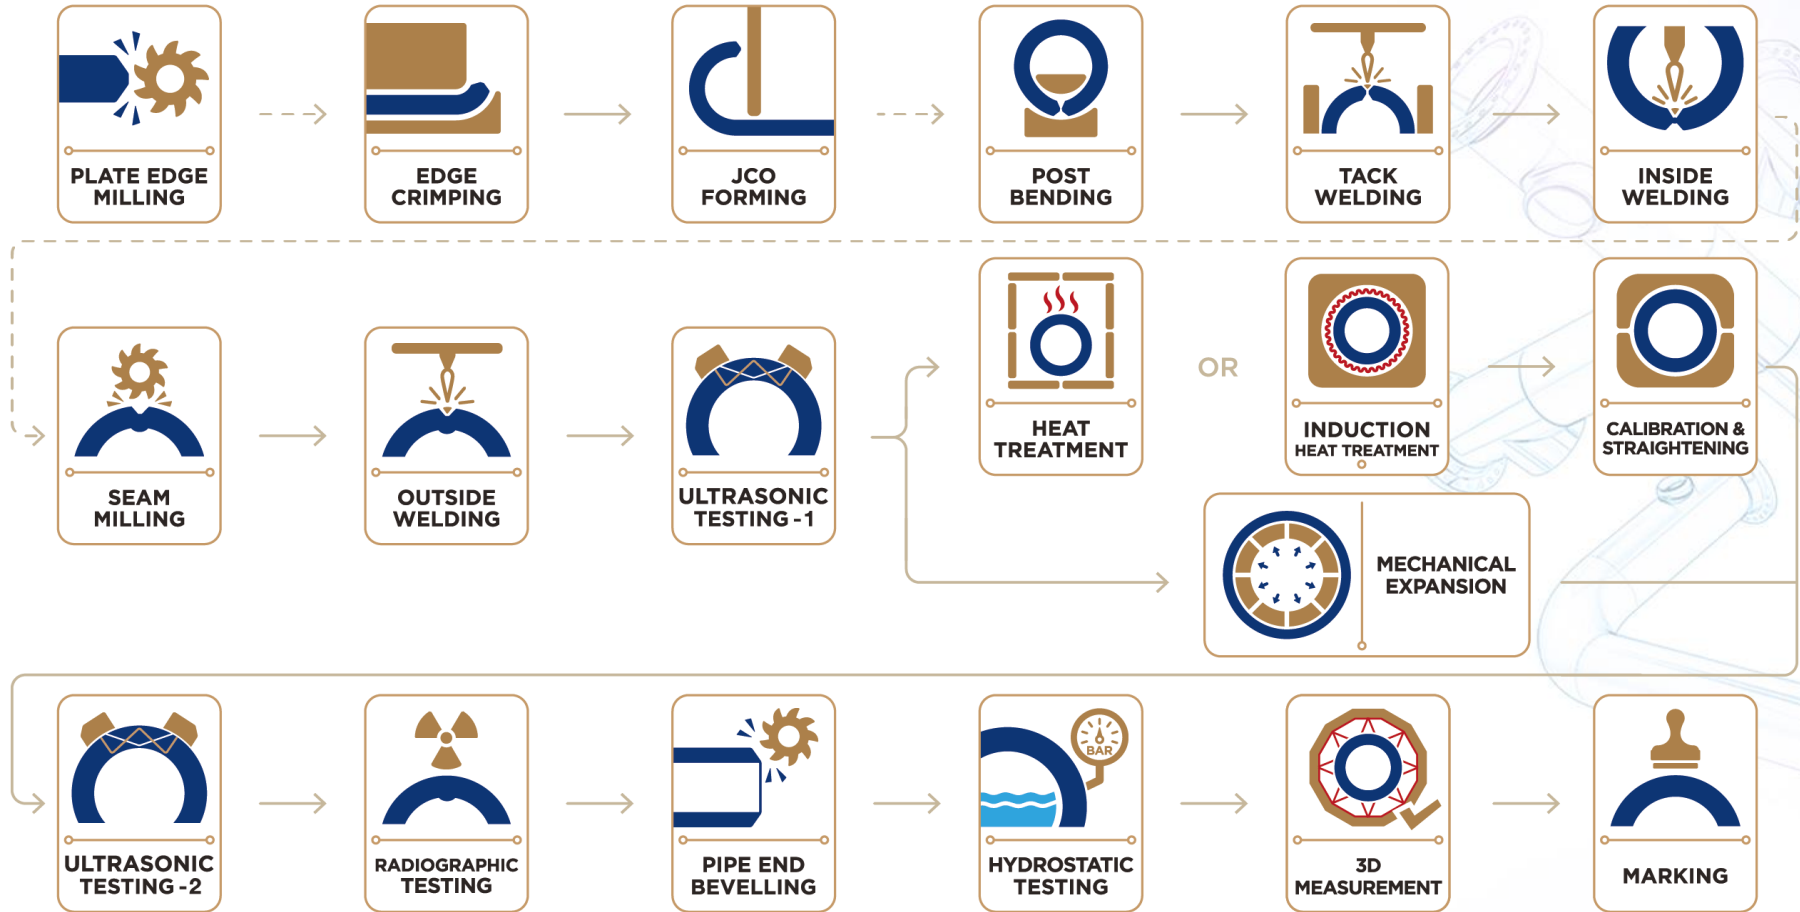 PLATE EDGE
MILLING
EDGE
CRIMPING
JCO
FORMING
POST
BENDING
TACK
WELDING
INSIDE
WELDING
SEAM
MILLING
OUTSIDE
WELDING
ULTRASONIC
TESTING-1
HEAT
TREATMENT
OR
INDUCTION
HEAT TREATMENT
CALIBRATION &
STRAIGHTENING
MECHANICAL
EXPANSION
ULTRASONIC
TESTING-2
RADIOGRAPHIC
TESTING
PIPE END
BEVELLING
BAR
HYDROSTATIC
TESTING
3D
MEASUREMENT
MARKING